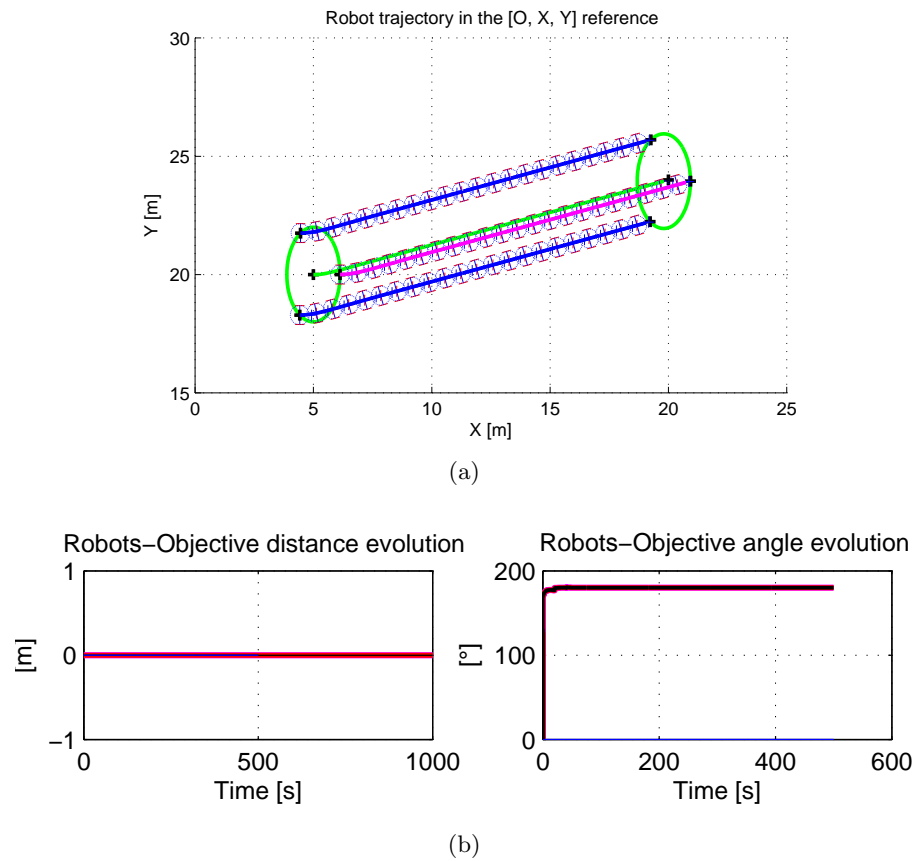 Robot trajectory in the [O, X, Y] reference
30
25
20
15
Y [m]
0
5
10
15
20
25
X [m]
(a)
Robots−Objective distance evolution
1
0
−1
[m]
0
500
1000
Time [s]
Robots−Objective angle evolution
200
100
0
[°]
0
200
400
600
Time [s]
(b)